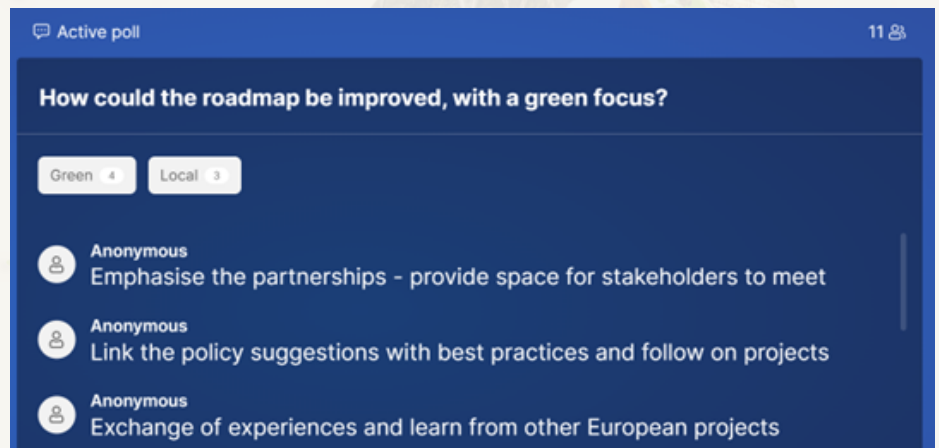 Active poll
11
How could the roadmap be improved, with a green focus?
Green 4
Local 3
Anonymous
Emphasise the partnerships - provide space for stakeholders to meet
Anonymous
Link the policy suggestions with best practices and follow on projects
Anonymous
Exchange of experiences and learn from other European projects